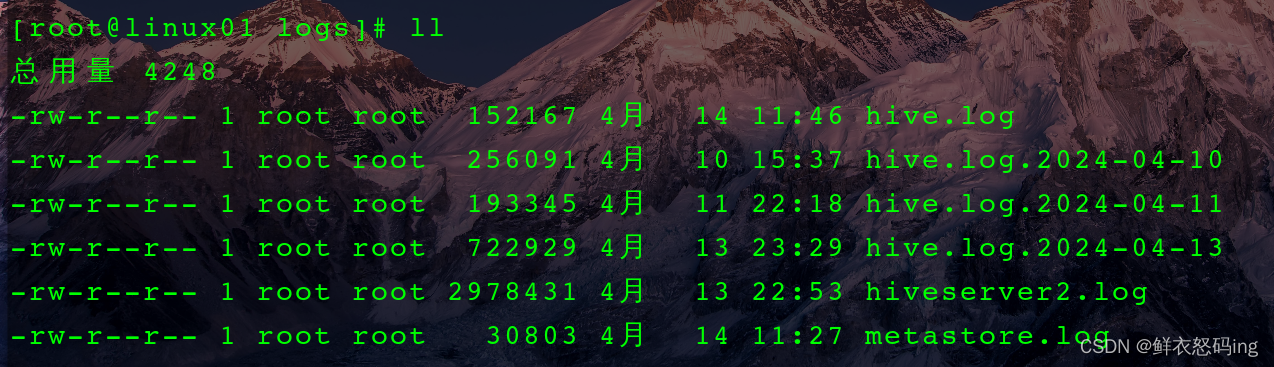 [root@linux01 logs]# ll
总用量 4248
-rw-r--r-- 1 root root  152167 4月  14 11:46 hive.log
-rw-r--r-- 1 root root  256091 4月  10 15:37 hive.log.2024-04-10
-rw-r--r-- 1 root root  193345 4月  11 22:18 hive.log.2024-04-11
-rw-r--r-- 1 root root  722929 4月  13 23:29 hive.log.2024-04-13
-rw-r--r-- 1 root root 2978431 4月  13 22:53 hiveserver2.log
-rw-r--r-- 1 root root   30803 4月  14 11:27 metastore.log
CSDN @鲜衣怒码ing